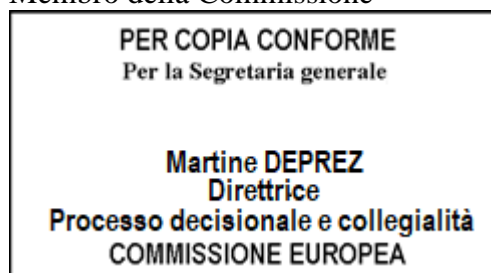 Membro della Commissione
PER COPIA CONFORME
Per la Segretaria generale
Martine DEPREZ
Direttrice
Processo decisionale e collegialità
COMMISSIONE EUROPEA